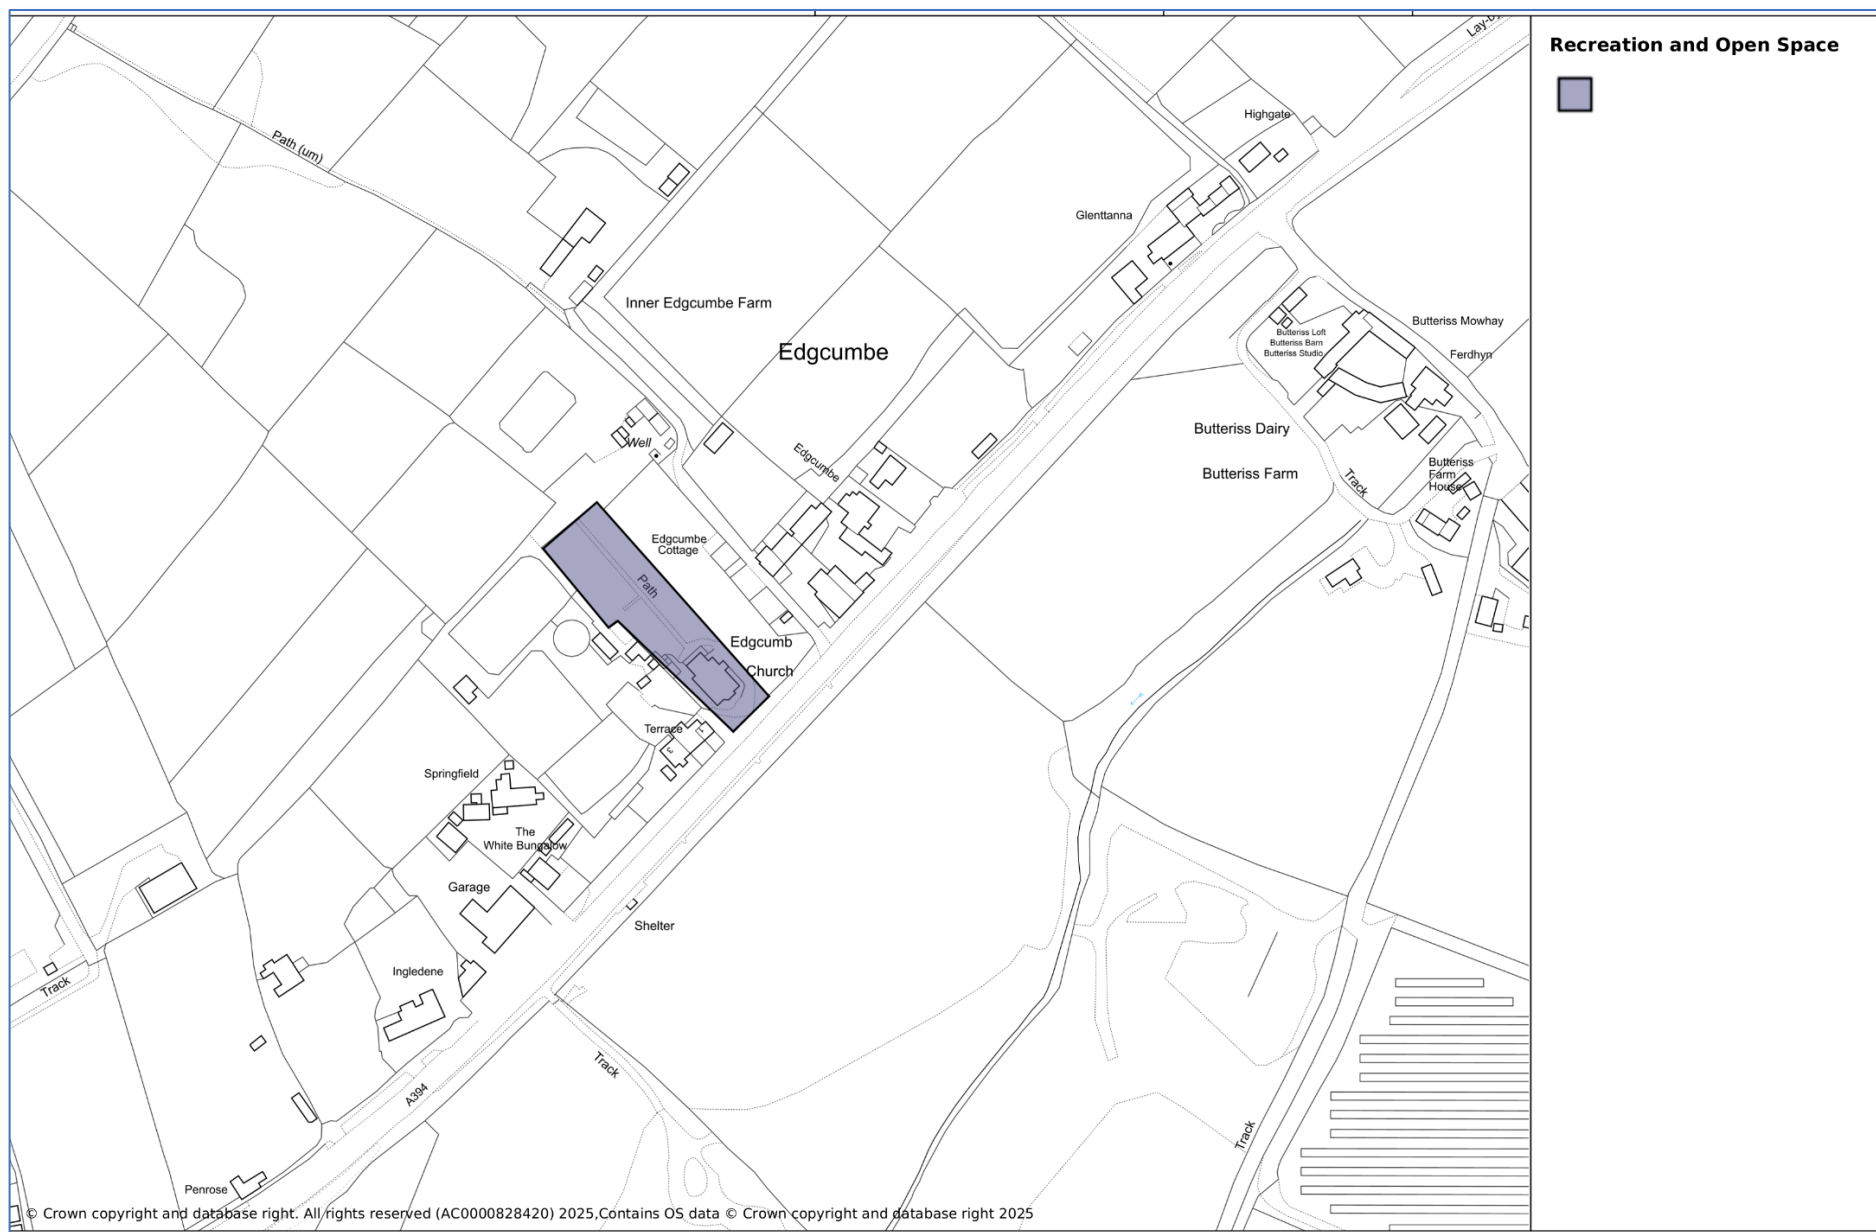 Recreation and Open Space
Lay-by
Highgate
Path (um)
Glenttanna
Inner Edgcumbe Farm
Edgcumbe
Butteriss Mowhay
Butteriss Loft
Butteriss Barn
Butteriss Studio
Ferdhyn
Well
Edgcumbe
Butteriss Dairy
Butteriss Farm
Track
Butteriss
Farm
House
Edgcumbe
Cottage
Path
Edgcumb
Church
Terrace
1
3
Springfield
The
White Bungalow
Garage
Shelter
Ingledene
Track
Track
A394
Track
Penrose
© Crown copyright and database right. All rights reserved (AC0000828420) 2025,Contains OS data © Crown copyright and database right 2025